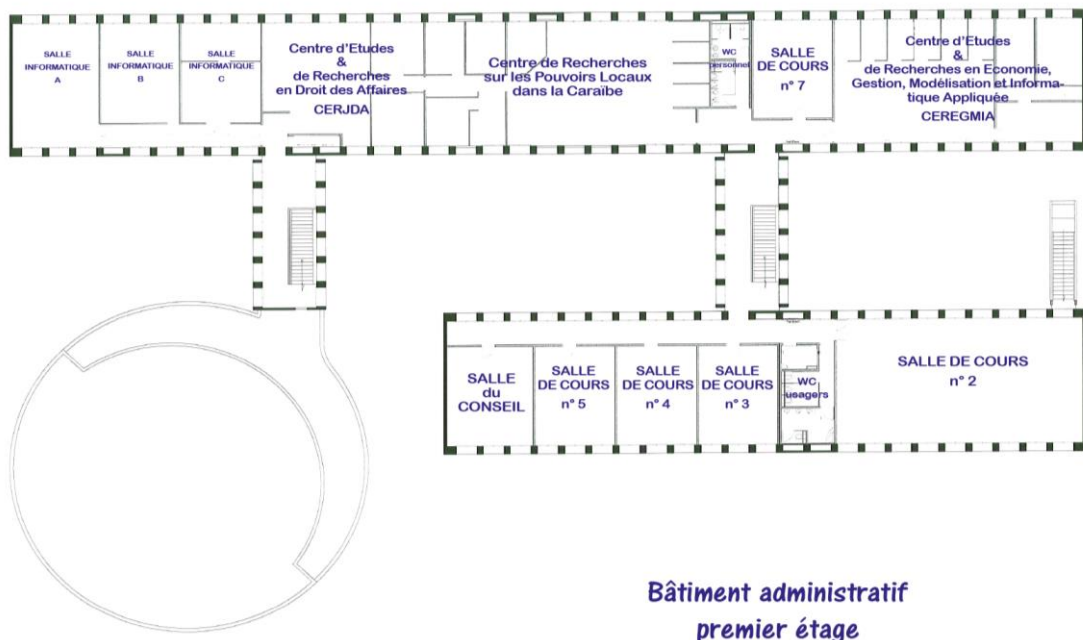 SALLE
INFORMATIQUE
A
SALLE
INFORMATIQUE
B
SALLE
INFORMATIQUE
C
Centre d'Etudes
&
de Recherches
en Droit des Affaires
CERJDA
Centre de Recherches
sur les Pouvoirs Locaux
dans la Caraïbe
WC
personnel
SALLE
DE COURS
n° 7
Centre d'Etudes
&
de Recherches en Economie,
Gestion, Modélisation et Informa-
tique Appliquée
CEREGMIA
SALLE
du
CONSEIL
SALLE
DE COURS
n° 5
SALLE
DE COURS
n° 4
SALLE
DE COURS
n° 3
WC
usagers
SALLE DE COURS
n° 2
Bâtiment administratif
premier étage